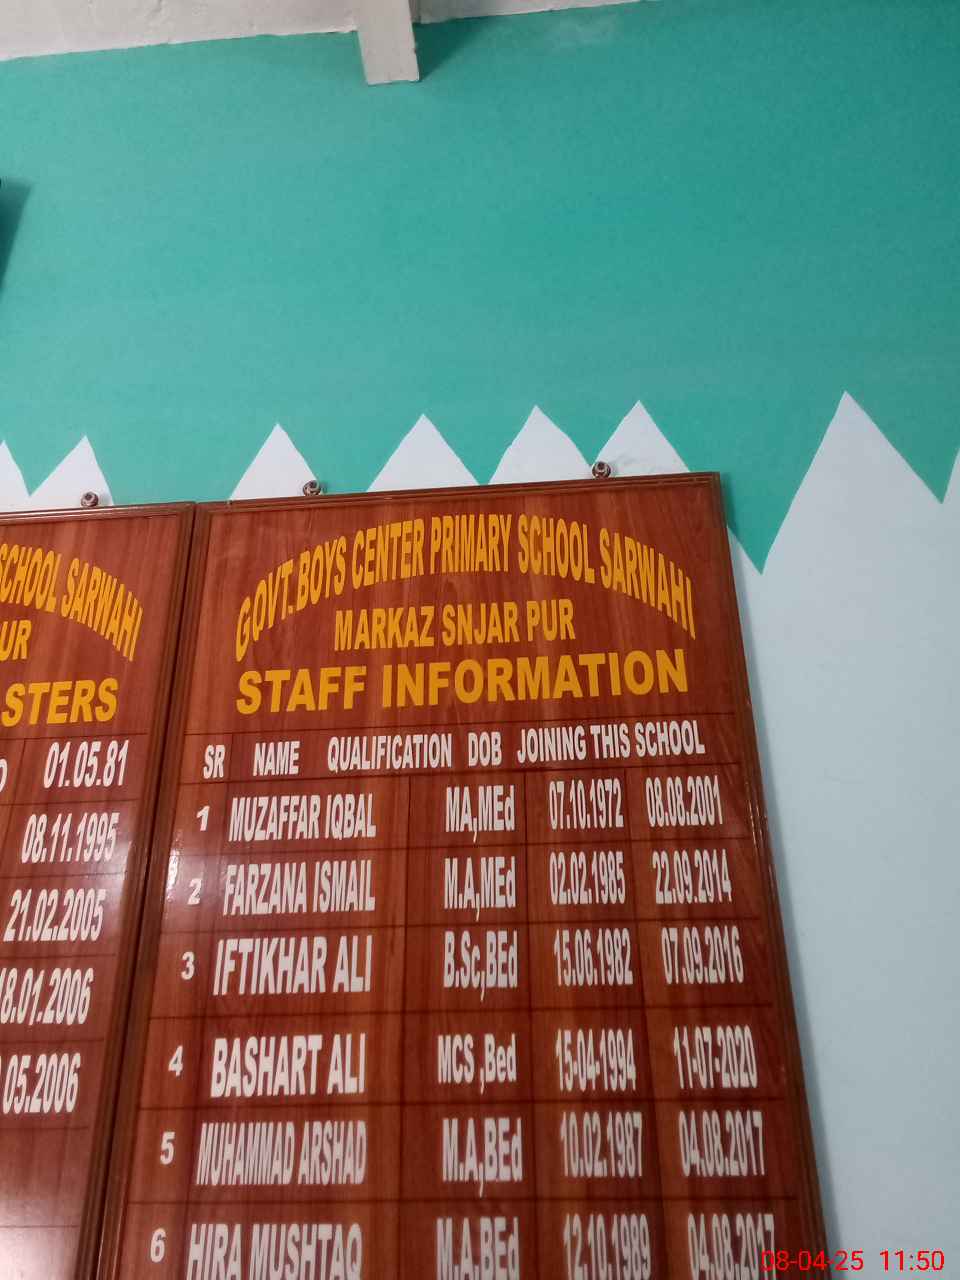 SCHOOL SARWAHI
STERS
01.05.81
08.11.1995
21.02.2005
18.01.2006
05.2006
GOVT. BOYS CENTER PRIMARY SCHOOL SARWAHI
MARKAZ SNJAR PUR
STAFF INFORMATION
SR NAME QUALIFICATION DOB JOINING THIS SCHOOL
1 MUZAFFAR IQBAL MA,MEd 07.10.1972 08.08.2001
2 FARZANA ISMAIL M.A,MEd 02.02.1985 22.09.2014
3 IFTIKHAR ALI B.Sc,BEd 15.06.1982 07.09.2016
4 BASHART ALI MCS ,Bed 15-04-1994 11-07-2020
5 MUHAMMAD ARSHAD M.A,BEd 10.02.1987 04.08.2017
6 HIRA MUSHTAQ M.A,BEd 12.10.1989 04.08.2017
08-04-25 11:50